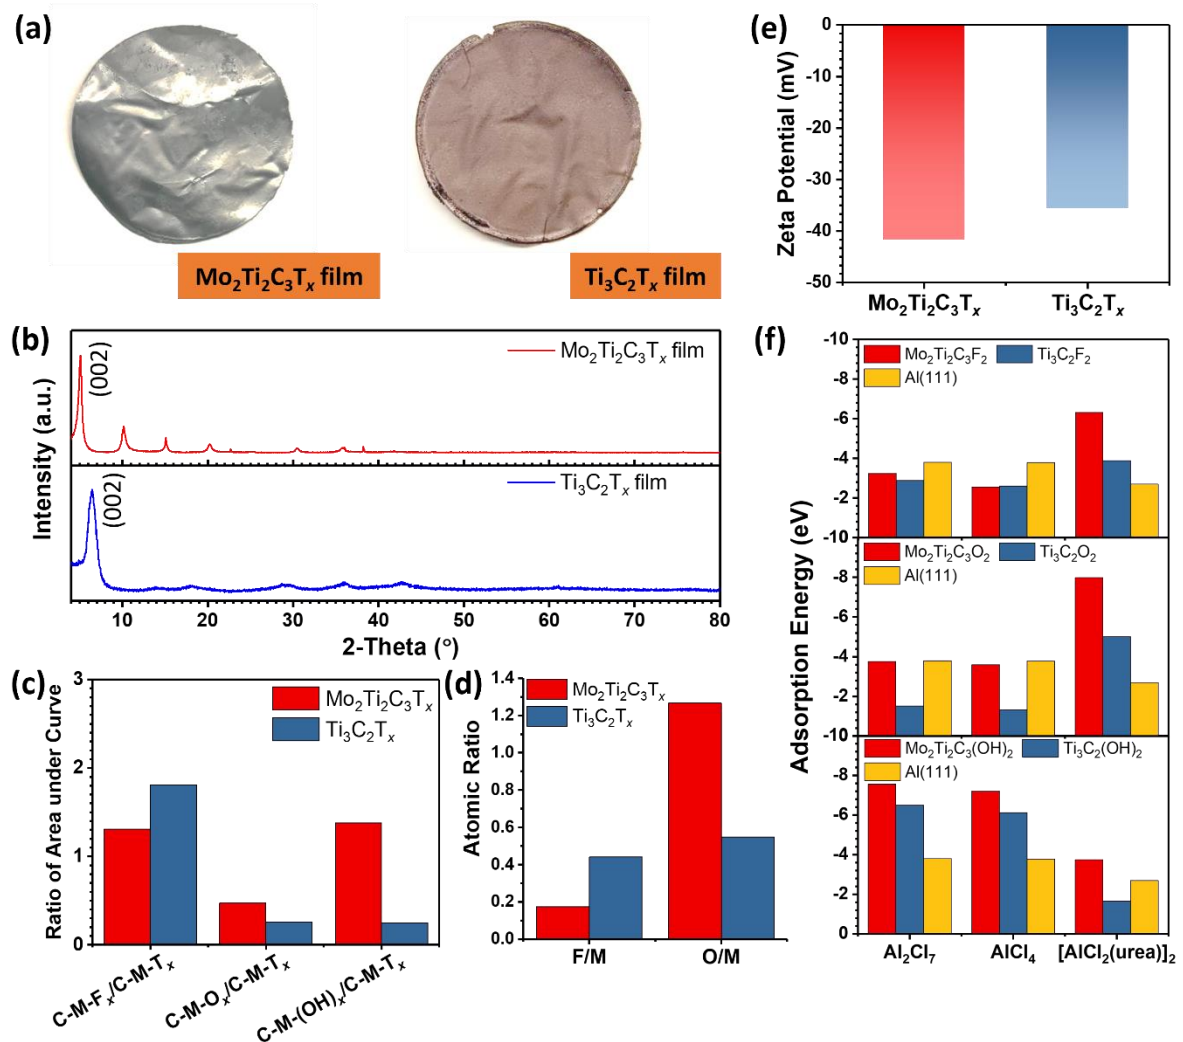 (a)
Mo₂Ti₂C₃Tₓ film
Ti₃C₂Tₓ film
(b)
Intensity (a.u.)
(002)
Mo₂Ti₂C₃Tₓ film
(002)
Ti₃C₂Tₓ film
10
20
30
40
50
60
70
80
2-Theta (°)
(c)
Ratio of Area under Curve
3
2
1
0
Mo₂Ti₂C₃Tₓ
Ti₃C₂Tₓ
C-M-Fₓ/C-M-Tₓ
C-M-Oₓ/C-M-Tₓ
C-M-(OH)ₓ/C-M-Tₓ
(d)
Atomic Ratio
1.4
1.2
1.0
0.8
0.6
0.4
0.2
0.0
Mo₂Ti₂C₃Tₓ
Ti₃C₂Tₓ
F/M
O/M
(e)
Zeta Potential (mV)
0
-10
-20
-30
-40
-50
Mo₂Ti₂C₃Tₓ
Ti₃C₂Tₓ
(f)
Adsorption Energy (eV)
-10
-8
-6
-4
-2
Mo₂Ti₂C₃F₂
Ti₃C₂F₂
Al(111)
-10
-8
-6
-4
-2
Mo₂Ti₂C₃O₂
Ti₃C₂O₂
Al(111)
-10
-8
-6
-4
-2
0
Mo₂Ti₂C₃(OH)₂
Ti₃C₂(OH)₂
Al(111)
Al₂Cl₇
AlCl₄
[AlCl₂(urea)]₂